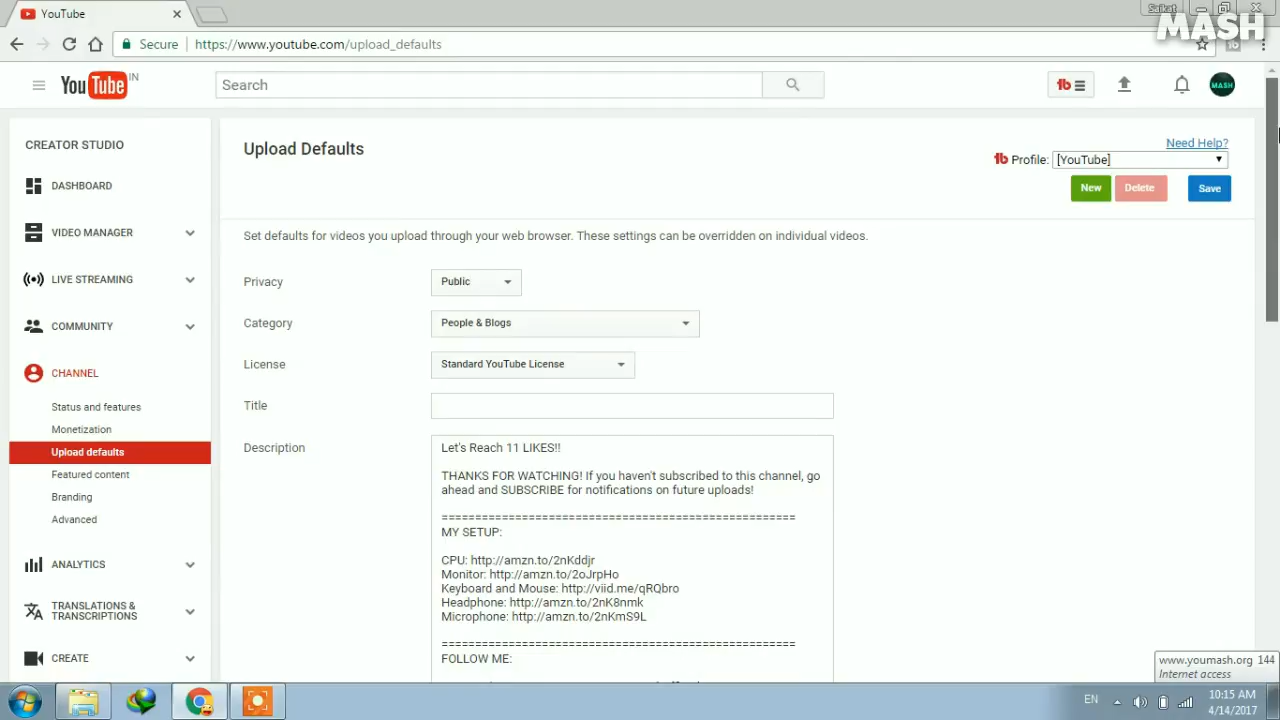 YouTube
Saikat
MASH
Secure
https://www.youtube.com/upload_defaults
tb
YouTube IN
Search
tb
MASH
CREATOR STUDIO
DASHBOARD
VIDEO MANAGER
LIVE STREAMING
COMMUNITY
CHANNEL
Status and features
Monetization
Upload defaults
Featured content
Branding
Advanced
ANALYTICS
TRANSLATIONS &
TRANSCRIPTIONS
CREATE
Upload Defaults
Need Help?
tb Profile: [YouTube]
New Delete Save
Set defaults for videos you upload through your web browser. These settings can be overridden on individual videos.
Privacy Public
Category People & Blogs
License Standard YouTube License
Title
Description
Let's Reach 11 LIKES!!
THANKS FOR WATCHING! If you haven't subscribed to this channel, go
ahead and SUBSCRIBE for notifications on future uploads!
====================================================
MY SETUP:
CPU: http://amzn.to/2nKddjr
Monitor: http://amzn.to/2oJrpHo
Keyboard and Mouse: http://viid.me/qRQbro
Headphone: http://amzn.to/2nK8nmk
Microphone: http://amzn.to/2nKmS9L
====================================================
FOLLOW ME:
www.youmash.org 144
Internet access
EN
10:15 AM
4/14/2017